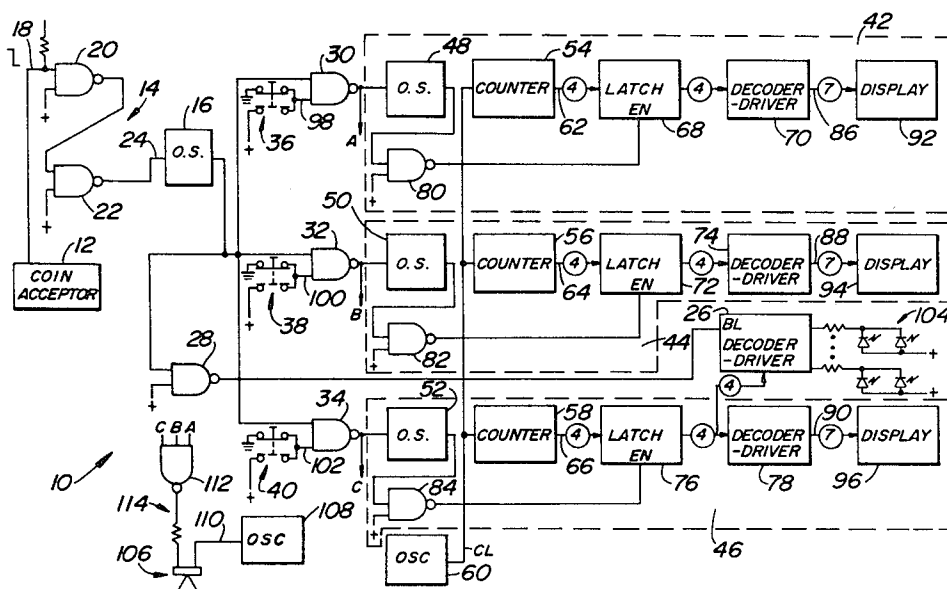 18
20
14
16
24
O.S.
22
12
COIN
ACCEPTOR
30
36
98
A
48
O.S.
54
COUNTER
4
62
LATCH
EN
68
4
DECODER
-DRIVER
70
7
86
DISPLAY
92
42
80
32
38
100
B
50
O.S.
56
COUNTER
4
64
LATCH
EN
72
4
74
DECODER
-DRIVER
88
7
DISPLAY
94
82
44
28
26
BL
DECODER
-DRIVER
104
4
34
40
102
C
52
O.S.
58
COUNTER
4
66
LATCH
EN
76
4
DECODER
-DRIVER
78
90
7
DISPLAY
96
84
46
10
C B A
112
114
106
110
OSC
108
OSC
60
CL